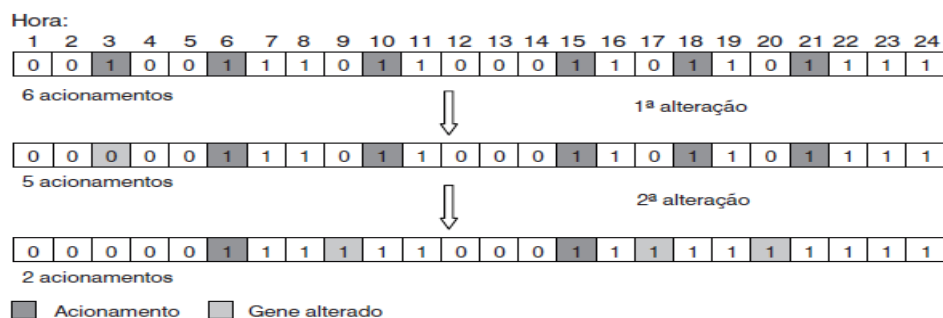 Hora:
1 2 3 4 5 6 7 8 9 10 11 12 13 14 15 16 17 18 19 20 21 22 23 24
0 0 1 0 0 1 1 1 0 1 1 0 0 0 1 1 0 1 1 0 1 1 1 1
6 acionamentos
1ª alteração
0 0 0 0 0 1 1 1 0 1 1 0 0 0 1 1 0 1 1 0 1 1 1 1
5 acionamentos
2ª alteração
0 0 0 0 0 1 1 1 1 1 1 0 0 0 1 1 1 1 1 1 1 1 1 1
2 acionamentos
Acionamento Gene alterado